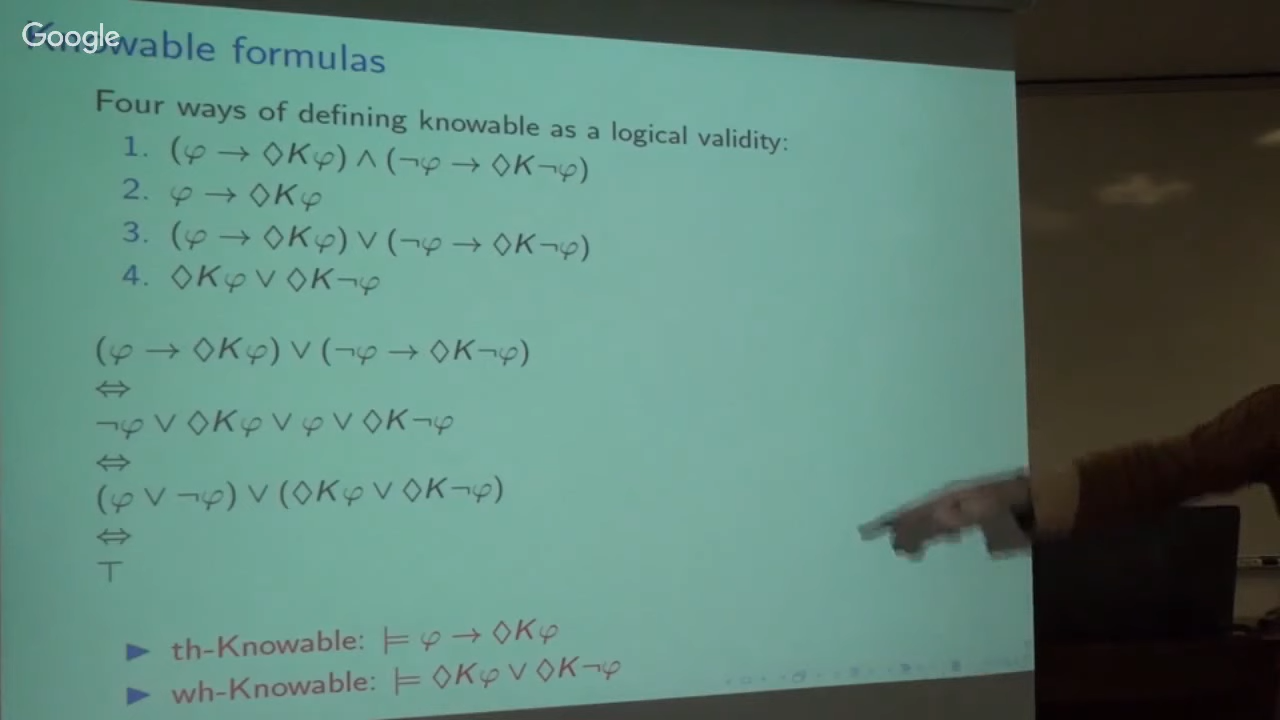 Google
Knowable formulas
Four ways of defining knowable as a logical validity:
1. (φ → ◇Kφ) ∧ (¬φ → ◇K¬φ)
2. φ → ◇Kφ
3. (φ → ◇Kφ) ∨ (¬φ → ◇K¬φ)
4. ◇Kφ ∨ ◇K¬φ
(φ → ◇Kφ) ∨ (¬φ → ◇K¬φ)
⇔
¬φ ∨ ◇Kφ ∨ φ ∨ ◇K¬φ
⇔
(φ ∨ ¬φ) ∨ (◇Kφ ∨ ◇K¬φ)
⇔
⊤
▶ th-Knowable: ⊨ φ → ◇Kφ
▶ wh-Knowable: ⊨ ◇Kφ ∨ ◇K¬φ